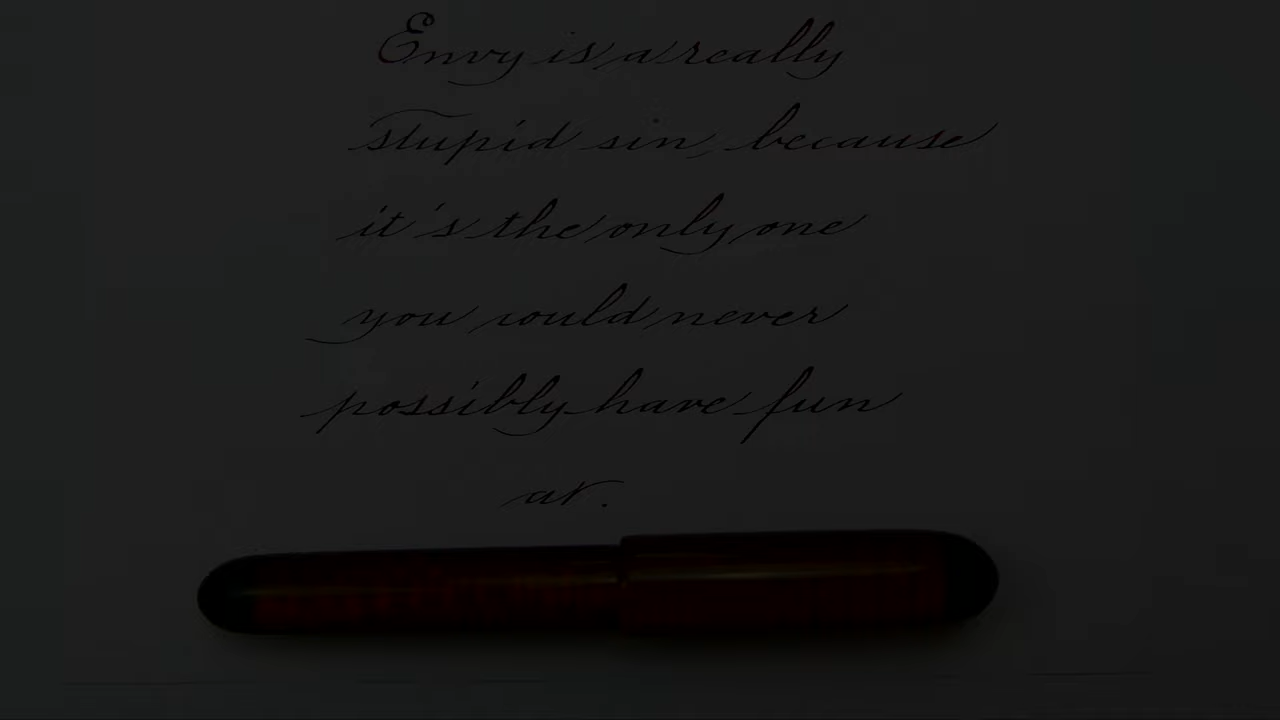 Envy is a really
stupid sin, because
it's the only one
you could never
possibly have fun
at.